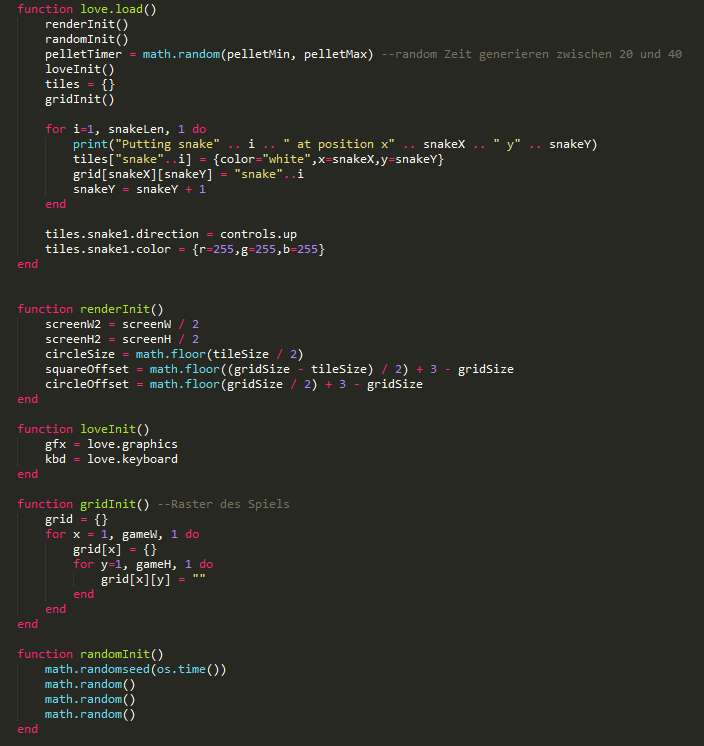 function love.load()
    renderInit()
    randomInit()
    pelletTimer = math.random(pelletMin, pelletMax) --random Zeit generieren zwischen 20 und 40
    loveInit()
    tiles = {}
    gridInit()

    for i=1, snakeLen, 1 do
        print("Putting snake" .. i .. " at position x" .. snakeX .. " y" .. snakeY)
        tiles["snake"..i] = {color="white",x=snakeX,y=snakeY}
        grid[snakeX][snakeY] = "snake"..i
        snakeY = snakeY + 1
    end

    tiles.snake1.direction = controls.up
    tiles.snake1.color = {r=255,g=255,b=255}
end


function renderInit()
    screenW2 = screenW / 2
    screenH2 = screenH / 2
    circleSize = math.floor(tileSize / 2)
    squareOffset = math.floor((gridSize - tileSize) / 2) + 3 - gridSize
    circleOffset = math.floor(gridSize / 2) + 3 - gridSize
end

function loveInit()
    gfx = love.graphics
    kbd = love.keyboard
end

function gridInit() --Raster des Spiels
    grid = {}
    for x = 1, gameW, 1 do
        grid[x] = {}
        for y=1, gameH, 1 do
            grid[x][y] = ""
        end
    end
end

function randomInit()
    math.randomseed(os.time())
    math.random()
    math.random()
    math.random()
end